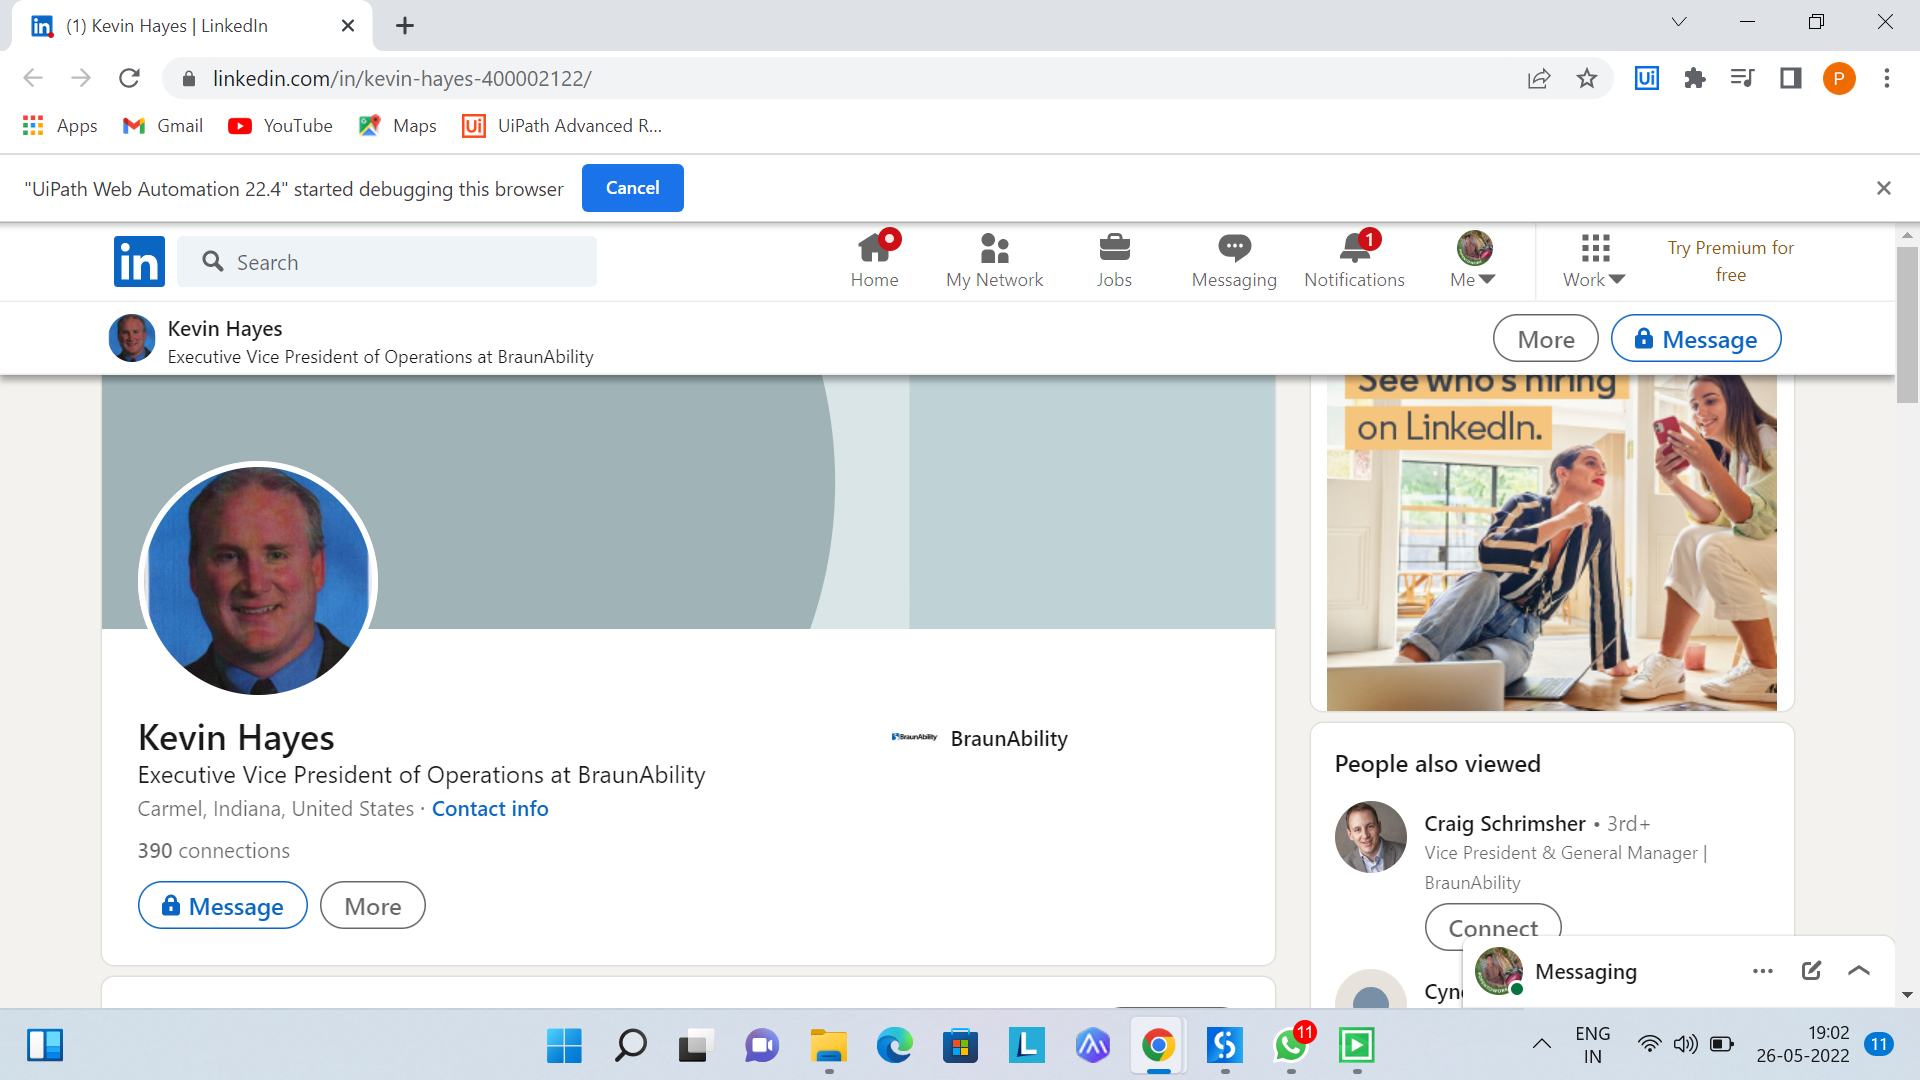 (1) Kevin Hayes | LinkedIn
linkedin.com/in/kevin-hayes-400002122/
Ui
P
Apps
Gmail
YouTube
Maps
Ui
UiPath Advanced R...
"UiPath Web Automation 22.4" started debugging this browser
Cancel
in
Search
Home
My Network
Jobs
Messaging
1
Notifications
Me
Work
Try Premium for
free
Kevin Hayes
Executive Vice President of Operations at BraunAbility
More
Message
See who's hiring
on LinkedIn.
Kevin Hayes
BraunAbility
BraunAbility
Executive Vice President of Operations at BraunAbility
Carmel, Indiana, United States · Contact info
390 connections
Message
More
People also viewed
Craig Schrimsher • 3rd+
Vice President & General Manager |
BraunAbility
Connect
Messaging
L
11
ENG
IN
19:02
26-05-2022
11